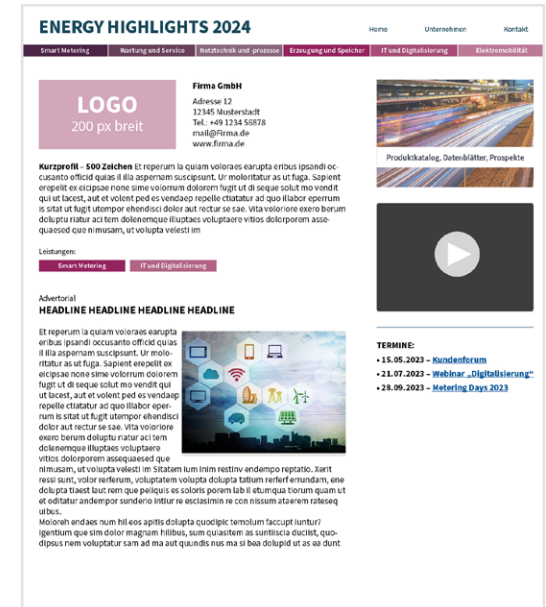 ENERGY HIGHLIGHTS 2024
Home Unternehmen Kontakt
Smart Metering Wartung und Service Netztechnik und -prozesse Erzeugung und Speicher IT und Digitalisierung Elektromobilität
LOGO
200 px breit
Firma GmbH
Adresse 12
12345 Musterstadt
Tel.: +49 1234 56878
mail@Firma.de
www.firma.de
Kurzprofil – 500 Zeichen Et reperum la quiam voloraes earupta eribus ipsandi oc-
cusanto officid quias il illa aspernam suscipsunt. Ur moloritatur as ut fuga. Sapient
erepelit ex eicipsae none sime volorrum dolorem fugit ut di seque solut mo vendit
qui ut lacest, aut et volent ped es vendaep repelle ctiatatur ad quo illabor eperrum
is sitat ut fugit utempor ehendisci dolor aut rectur se sae. Vita voloriore exero berum
doluptu riatur aci tem dolenemque illuptaes voluptaere vitios dolorporem asse-
quaesed que nimusam, ut volupta velesti im
Leistungen:
Smart Metering IT und Digitalisierung
Advertorial
HEADLINE HEADLINE HEADLINE HEADLINE
Et reperum la quiam voloraes earupta
eribus ipsandi occusanto officid quias
il illa aspernam suscipsunt. Ur molo-
ritatur as ut fuga. Sapient erepelit ex
eicipsae none sime volorrum dolorem
fugit ut di seque solut mo vendit qui
ut lacest, aut et volent ped es vendaep
repelle ctiatatur ad quo illabor eper-
rum is sitat ut fugit utempor ehendisci
dolor aut rectur se sae. Vita voloriore
exero berum doluptu riatur aci tem
dolenemque illuptaes voluptaere
vitios dolorporem assequaesed que
nimusam, ut volupta velesti im Sitatem ium inim restinv endempo reptatio. Xerit
ressi sunt, volor rerferum, voluptatem volupta dolupta tatium referf errundam, ene
dolupta tiaest laut rem que peliquis es soloris porem lab il etumqua tiorum quam ut
et oditatur andempor sunderio intiur re esciasimin re con nissum ataerem rateseq
uibus.
Moloreh endaes num hil eos apitis dolupta quodipic temolum faccupt iuntur?
Igentium que sim dolor magnam hilibus, sum quiasitem as suntiiscia duciist, quo-
dipsus nem voluptatur sam ad ma aut quundis nus ma si bea dolupid ut as ea dunt
Produktkatalog, Datenblätter, Prospekte
TERMINE:
• 15.05.2023 – Kundenforum
• 21.07.2023 – Webinar „Digitalisierung“
• 28.09.2023 – Metering Days 2023